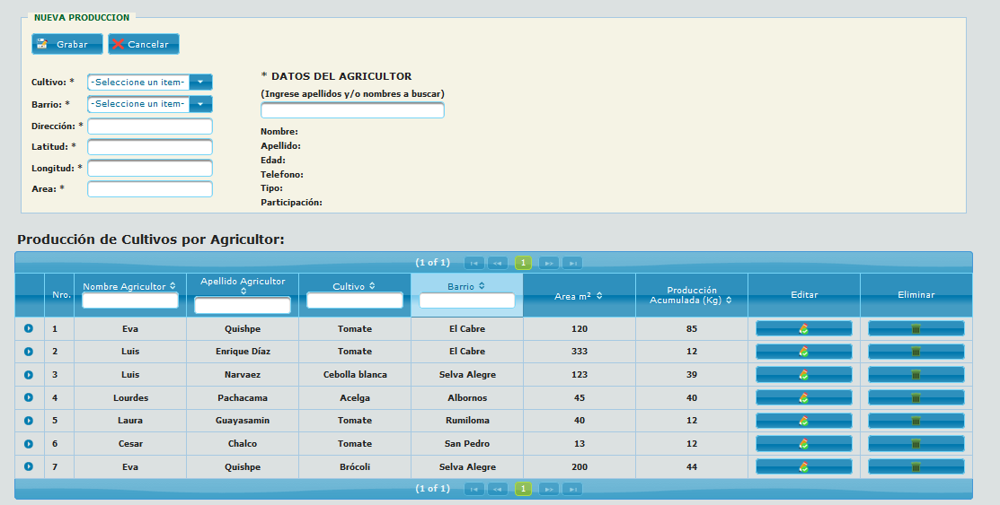 NUEVA PRODUCCION
Grabar Cancelar
Cultivo: * -Seleccione un item-
Barrio: * -Seleccione un item-
Dirección: *
Latitud: *
Longitud: *
Area: *
* DATOS DEL AGRICULTOR
(Ingrese apellidos y/o nombres a buscar)
Nombre:
Apellido:
Edad:
Telefono:
Tipo:
Participación:
Producción de Cultivos por Agricultor:
(1 of 1) 1
Nro. Nombre Agricultor Apellido Agricultor Cultivo Barrio Area m² Producción Acumulada (Kg) Editar Eliminar
1 Eva Quishpe Tomate El Cabre 120 85
2 Luis Enrique Díaz Tomate El Cabre 333 12
3 Luis Narvaez Cebolla blanca Selva Alegre 123 39
4 Lourdes Pachacama Acelga Albornos 45 40
5 Laura Guayasamin Tomate Rumiloma 40 12
6 Cesar Chalco Tomate San Pedro 13 12
7 Eva Quishpe Brócoli Selva Alegre 200 44
(1 of 1) 1